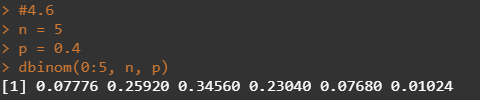 > #4.6
> n = 5
> p = 0.4
> dbinom(0:5, n, p)
[1] 0.07776 0.25920 0.34560 0.23040 0.07680 0.01024